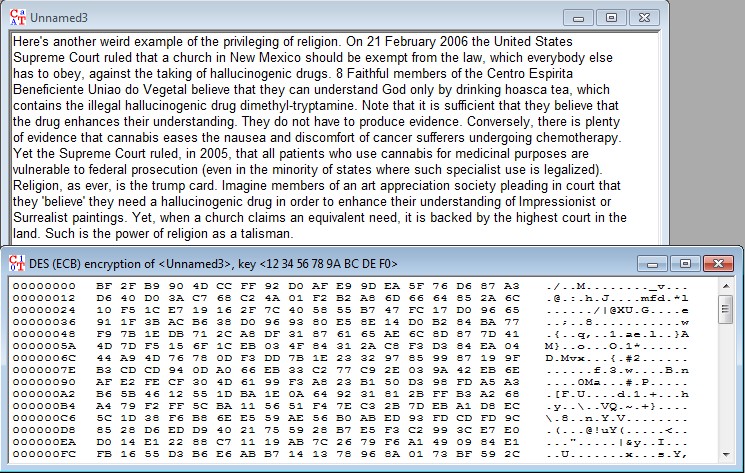 Unnamed3
Here's another weird example of the privileging of religion. On 21 February 2006 the United States
Supreme Court ruled that a church in New Mexico should be exempt from the law, which everybody else
has to obey, against the taking of hallucinogenic drugs. 8 Faithful members of the Centro Espirita
Beneficiente Uniao do Vegetal believe that they can understand God only by drinking hoasca tea, which
contains the illegal hallucinogenic drug dimethyl-tryptamine. Note that it is sufficient that they believe that
the drug enhances their understanding. They do not have to produce evidence. Conversely, there is plenty
of evidence that cannabis eases the nausea and discomfort of cancer sufferers undergoing chemotherapy.
Yet the Supreme Court ruled, in 2005, that all patients who use cannabis for medicinal purposes are
vulnerable to federal prosecution (even in the minority of states where such specialist use is legalized).
Religion, as ever, is the trump card. Imagine members of an art appreciation society pleading in court that
they 'believe' they need a hallucinogenic drug in order to enhance their understanding of Impressionist or
Surrealist paintings. Yet, when a church claims an equivalent need, it is backed by the highest court in the
land. Such is the power of religion as a talisman.
DES (ECB) encryption of <Unnamed3>, key <12 34 56 78 9A BC DE F0>
00000000 BF 2F B9 90 4D CC FF 92 D0 AF E9 9D EA 5F 76 D6 87 A3 ./..M........_v...
00000012 D6 40 D0 3A C7 68 C2 4A 01 F2 B2 A8 6D 66 64 85 2A 6C .@.:.h.J....mfd.*l
00000024 10 F5 1C E7 19 16 2F 7C 40 58 55 B7 47 FC 17 D0 96 65 ....../|@XU.G....e
00000036 91 1F 3B AC B6 38 D0 96 93 80 E5 8E 14 D0 B2 84 BA 77 ..;..8...........w
00000048 F9 7B 1E DB 71 2C A8 DF 31 87 61 65 AE 6C 8D 87 7D 41 .{..q,..1.ae.l..}A
0000005A 4D 7D F5 15 6F 1C EB 03 4F 84 31 2A C8 F3 D3 84 EA 04 M}..o...O.1*......
0000006C 44 A9 4D 76 78 0D F3 DD 7B 1E 23 32 97 85 99 87 19 9F D.Mvx...{.#2......
0000007E B3 CD CD 94 0D A0 66 EB 33 C2 77 C9 2E 03 9A 42 EB 6E ......f.3.w....B.n
00000090 AF E2 FE CF 30 4D 61 99 F3 A8 23 B1 50 D3 98 FD A5 A3 ....0Ma...#.P.....
000000A2 B6 5B 46 12 55 1D BA 1E 0A 64 92 31 81 2B FF B3 A2 68 .[F.U....d.1.+...h
000000B4 A4 79 F2 FF 5C BA 11 56 51 F4 7E C3 2B 7D EB A1 D8 EC .y..\..VQ.~.+}....
000000C6 5C 1D 38 F6 B8 6E E5 59 AE 56 B0 AB ED 93 FD CD FD 9C \.8..n.Y.V........
000000D8 85 28 D6 ED D9 40 21 75 59 28 B7 E5 F3 C2 99 3C E7 E0 .(...@!uY(.....<..
000000EA D0 14 E1 22 88 C7 11 19 AB 7C 26 79 F6 A1 49 09 84 E1 ...".....|&y..I...
000000FC FB 16 55 D3 B6 E6 AB B7 14 13 78 96 8A 01 73 BF 59 2C ..U.......x...s.Y,